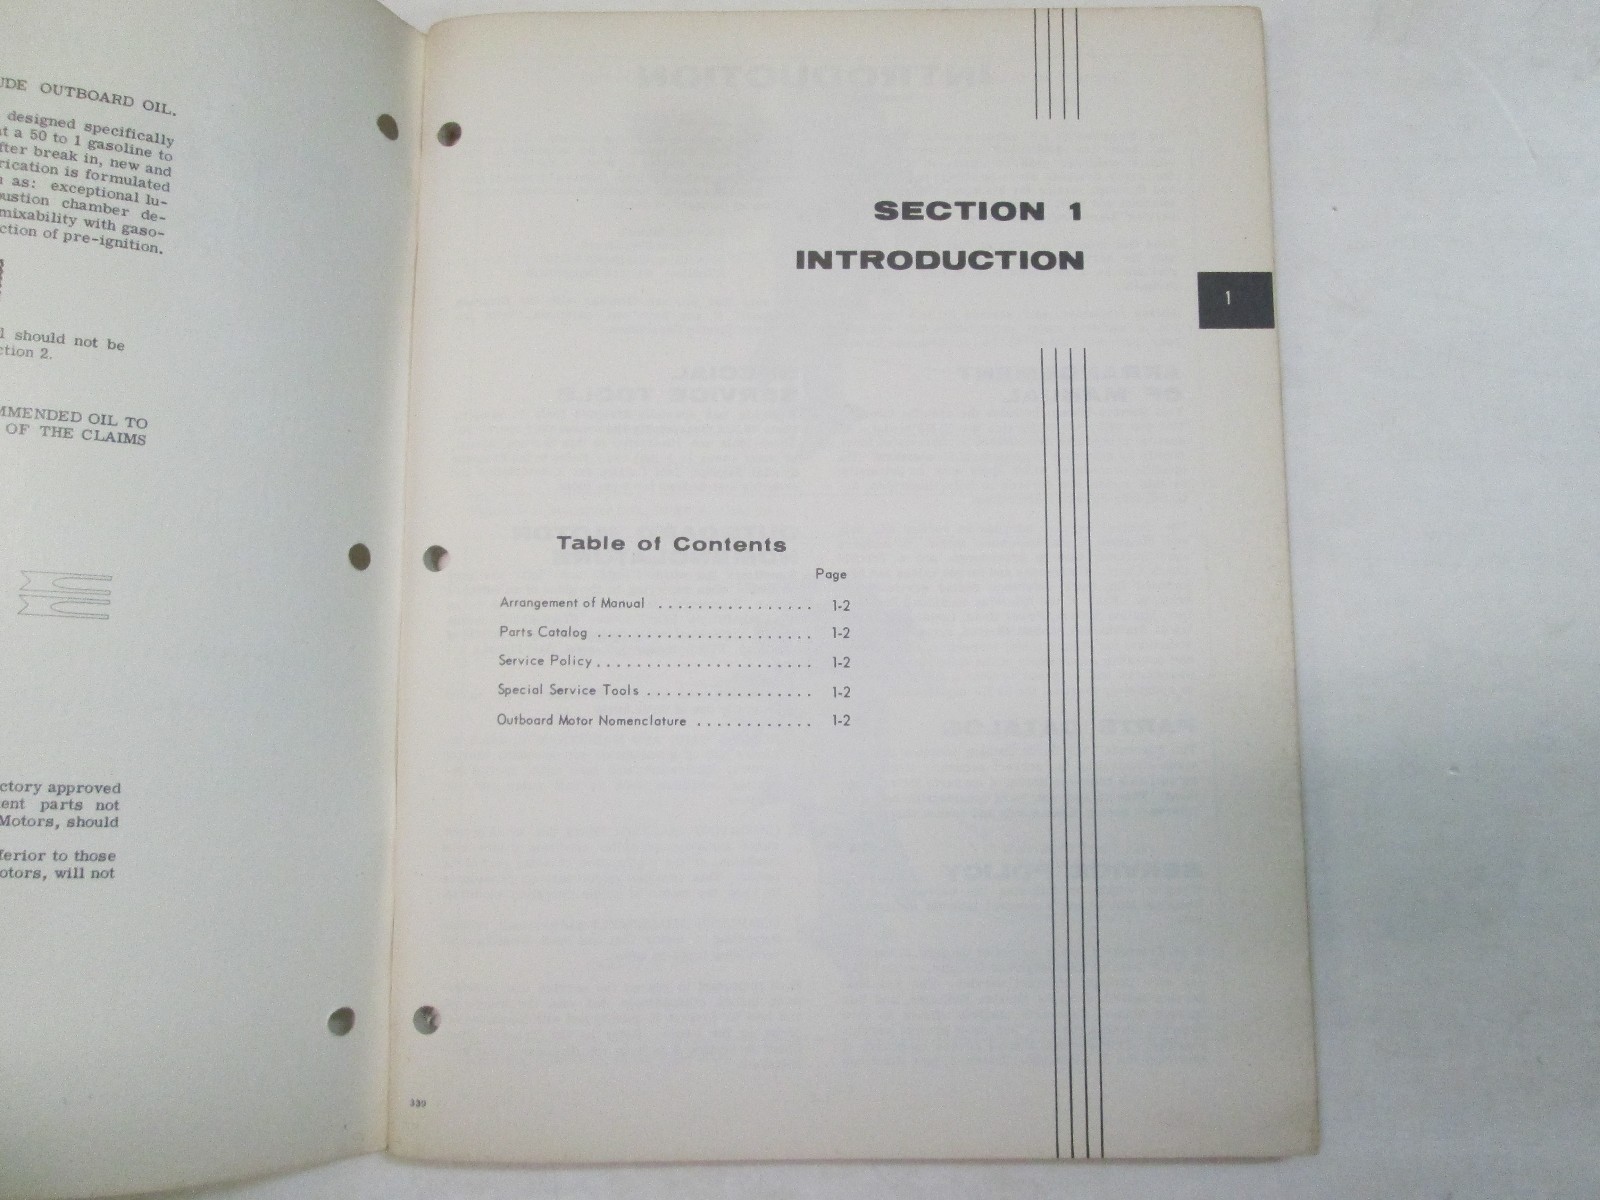 UDE OUTBOARD OIL.
designed specifically
at a 50 to 1 gasoline to
fter break in, new and
rication is formulated
as: exceptional lu-
bustion chamber de-
mixability with gaso-
ction of pre-ignition.
l should not be
ction 2.
MMENDED OIL TO
OF THE CLAIMS
ctory approved
ent parts not
Motors, should
ferior to those
otors, will not
SECTION 1
INTRODUCTION
1
Table of Contents
Page
Arrangement of Manual . . . . . . . . . . . . . . . . 1-2
Parts Catalog . . . . . . . . . . . . . . . . . . . . . . 1-2
Service Policy . . . . . . . . . . . . . . . . . . . . . . 1-2
Special Service Tools . . . . . . . . . . . . . . . . . 1-2
Outboard Motor Nomenclature . . . . . . . . . . . . 1-2
339